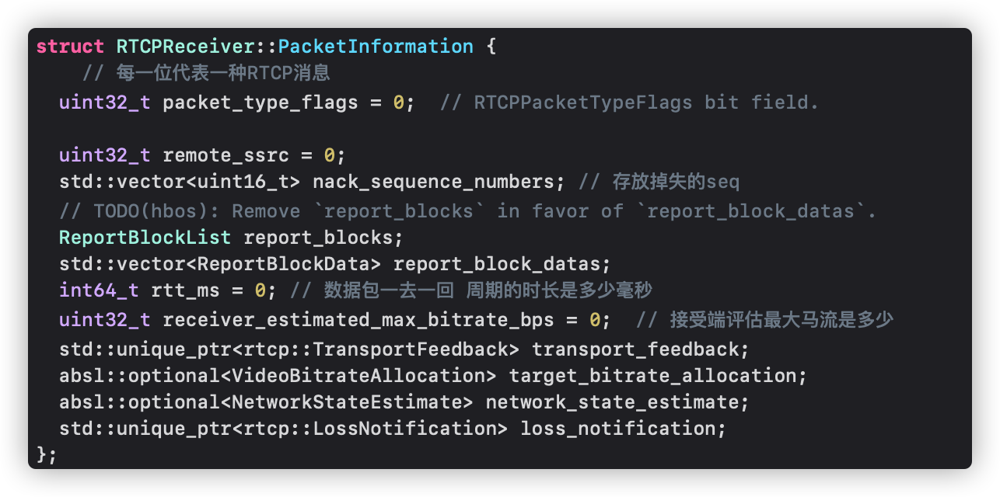 struct RTCPReceiver::PacketInformation {
    // 每一位代表一种RTCP消息
  uint32_t packet_type_flags = 0;  // RTCPPacketTypeFlags bit field.

  uint32_t remote_ssrc = 0;
  std::vector<uint16_t> nack_sequence_numbers; // 存放掉失的seq
  // TODO(hbos): Remove `report_blocks` in favor of `report_block_datas`.
  ReportBlockList report_blocks;
  std::vector<ReportBlockData> report_block_datas;
  int64_t rtt_ms = 0; // 数据包一去一回 周期的时长是多少毫秒
  uint32_t receiver_estimated_max_bitrate_bps = 0;  // 接受端评估最大马流是多少
  std::unique_ptr<rtcp::TransportFeedback> transport_feedback;
  absl::optional<VideoBitrateAllocation> target_bitrate_allocation;
  absl::optional<NetworkStateEstimate> network_state_estimate;
  std::unique_ptr<rtcp::LossNotification> loss_notification;
};